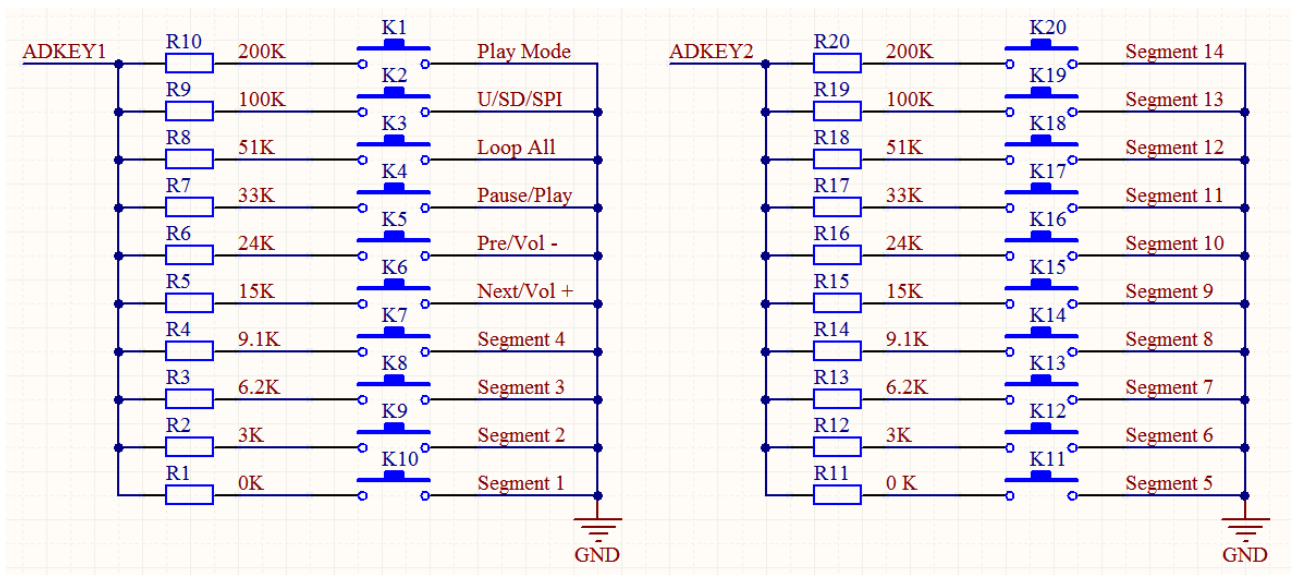 K1
ADKEY1 R10 200K Play Mode
K2
R9 100K U/SD/SPI
K3
R8 51K Loop All
K4
R7 33K Pause/Play
K5
R6 24K Pre/Vol -
K6
R5 15K Next/Vol +
K7
R4 9.1K Segment 4
K8
R3 6.2K Segment 3
K9
R2 3K Segment 2
K10
R1 0K Segment 1
GND
K20
ADKEY2 R20 200K Segment 14
K19
R19 100K Segment 13
K18
R18 51K Segment 12
K17
R17 33K Segment 11
K16
R16 24K Segment 10
K15
R15 15K Segment 9
K14
R14 9.1K Segment 8
K13
R13 6.2K Segment 7
K12
R12 3K Segment 6
K11
R11 0 K Segment 5
GND